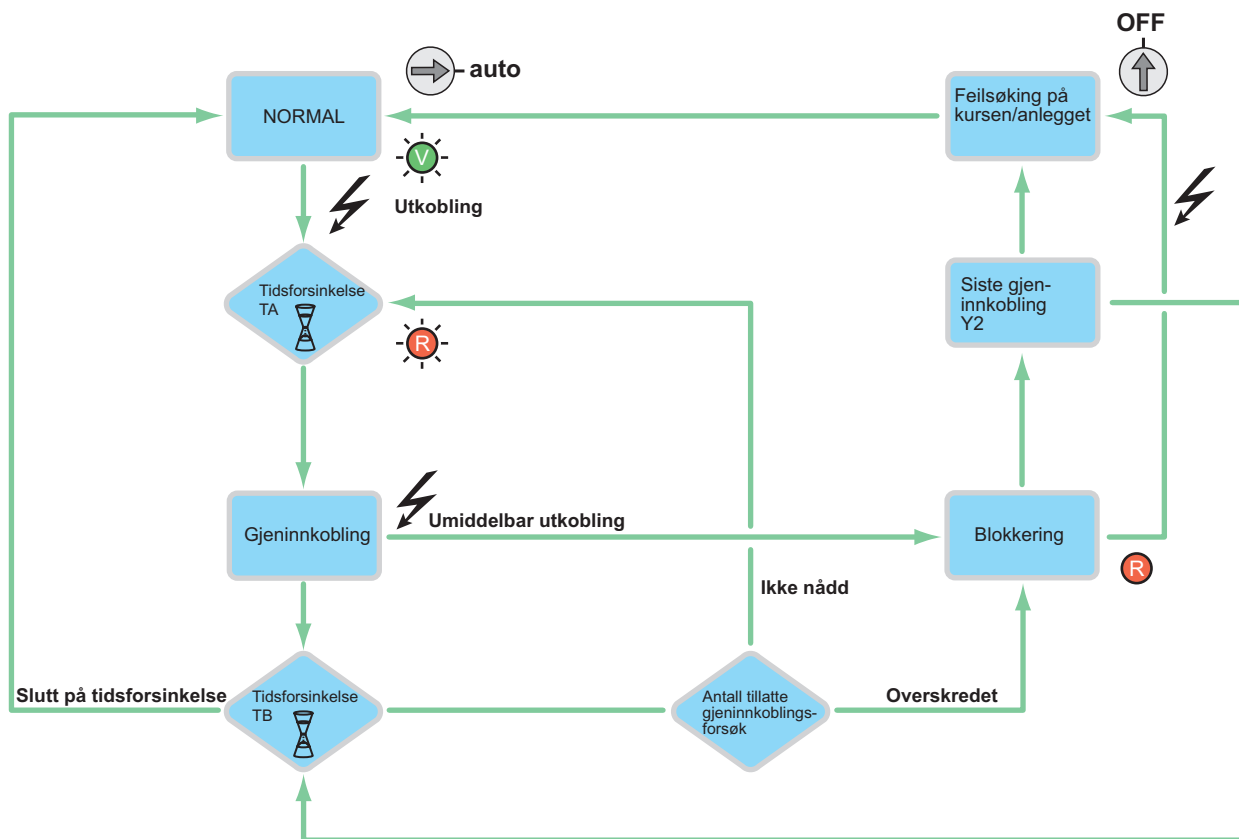 OFF
auto
NORMAL
Feilsøking på
kursen/anlegget
V
Utkobling
Tidsforsinkelse
TA
R
Siste gjen-
innkobling
Y2
Gjeninnkobling
Umiddelbar utkobling
Blokkering
R
Ikke nådd
Slutt på tidsforsinkelse
Tidsforsinkelse
TB
Antall tillatte
gjeninnkoblings-
forsøk
Overskredet